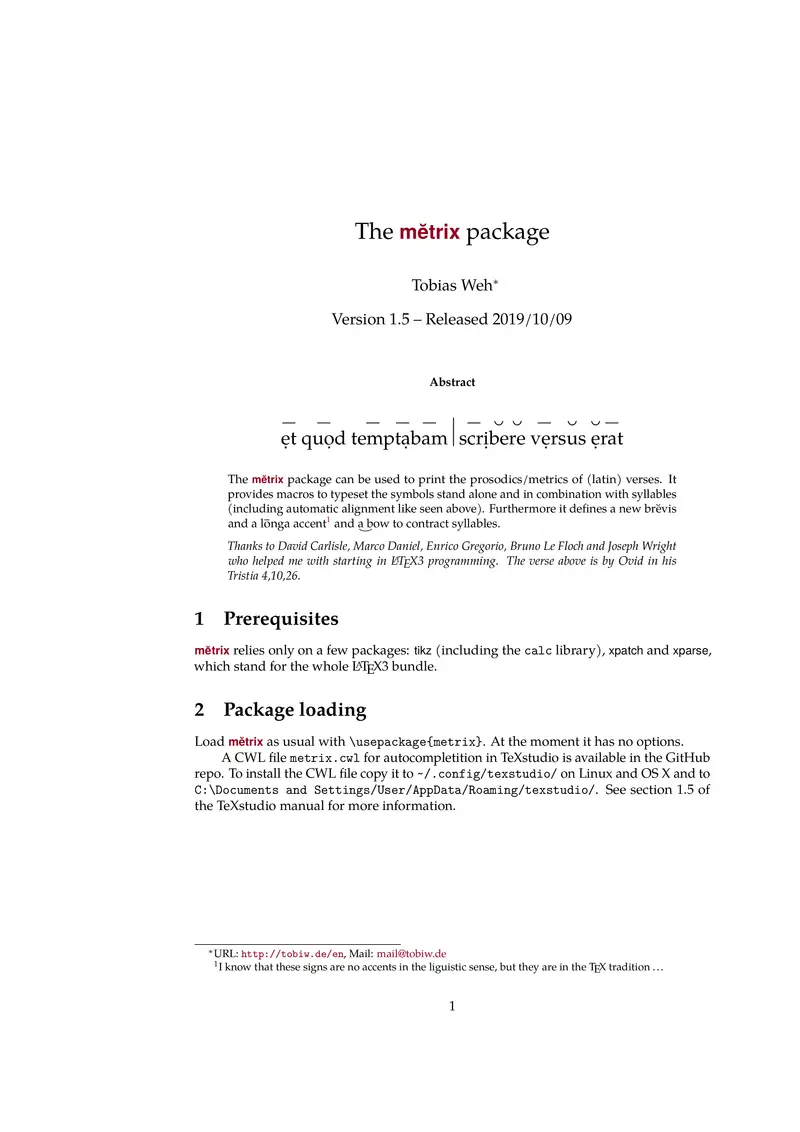 The mĕtrix package
Tobias Weh*
Version 1.5 – Released 2019/10/09
Abstract
— — — — — | — ⏑ ⏑ — ⏑ ⏑ —
ẹt quọd temptạbam scrịbere vẹrsus ẹrat
The mĕtrix package can be used to print the prosodics/metrics of (latin) verses. It
provides macros to typeset the symbols stand alone and in combination with syllables
(including automatic alignment like seen above). Furthermore it defines a new brĕvis
and a lōnga accent¹ and a͜ bow to contract syllables.
Thanks to David Carlisle, Marco Daniel, Enrico Gregorio, Bruno Le Floch and Joseph Wright
who helped me with starting in LATEX3 programming. The verse above is by Ovid in his
Tristia 4,10,26.
1 Prerequisites
mĕtrix relies only on a few packages: tikz (including the calc library), xpatch and xparse,
which stand for the whole LATEX3 bundle.
2 Package loading
Load mĕtrix as usual with \usepackage{metrix}. At the moment it has no options.
A CWL file metrix.cwl for autocompletition in TeXstudio is available in the GitHub
repo. To install the CWL file copy it to ~/.config/texstudio/ on Linux and OS X and to
C:\Documents and Settings/User/AppData/Roaming/texstudio/. See section 1.5 of
the TeXstudio manual for more information.
*URL: http://tobiw.de/en, Mail: mail@tobiw.de
¹I know that these signs are no accents in the liguistic sense, but they are in the TEX tradition …
1